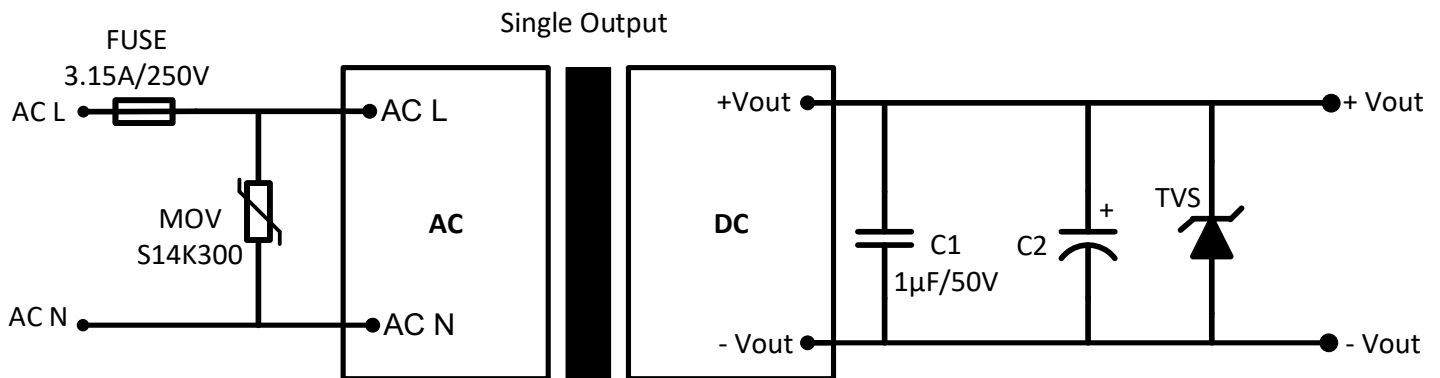 Single Output
FUSE
3.15A/250V
AC L
AC L
+Vout
+ Vout
MOV
S14K300
AC
DC
C1
1µF/50V
+
C2
TVS
AC N
AC N
- Vout
- Vout